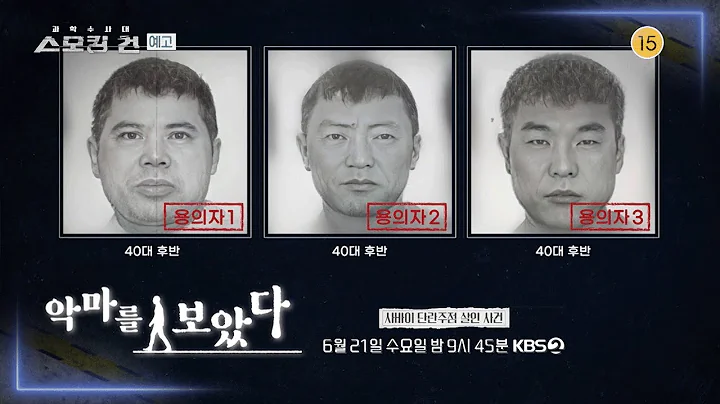 과학수사대
스모킹 건 예고
15
용의자1
용의자2
용의자3
40대 후반
40대 후반
40대 후반
악마를 보았다
사바이 단란주점 살인 사건
6월 21일 수요일 밤 9시 45분 KBS2